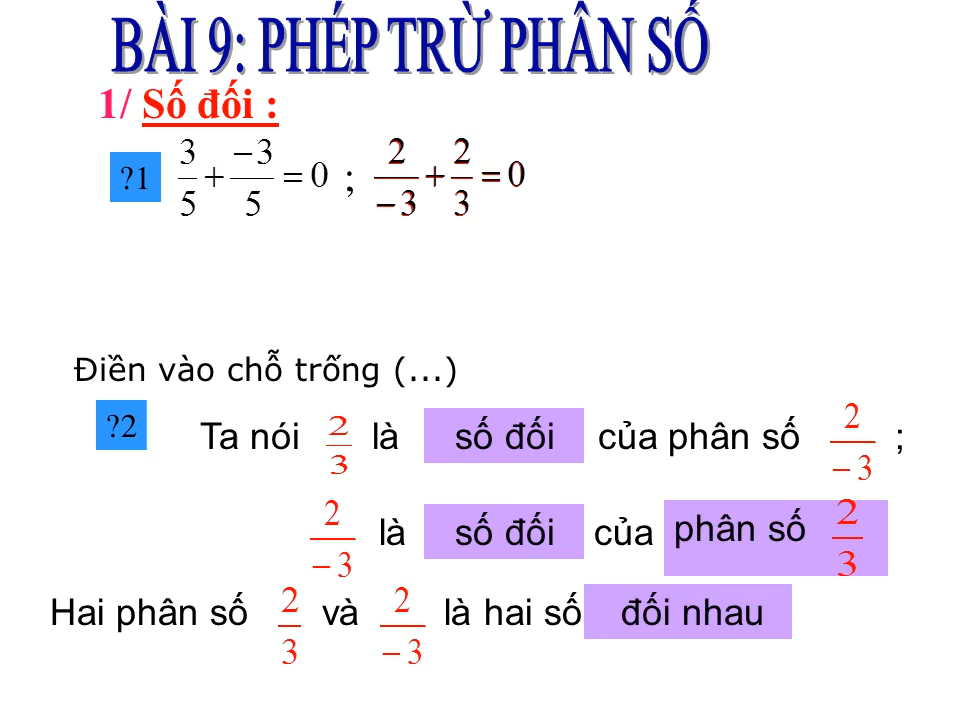 BÀI 9: PHÉP TRỪ PHÂN SỐ
1/ Số đối :
?1 3/5 + -3/5 = 0 ; 2/-3 + 2/3 = 0
Điền vào chỗ trống (...)
?2 Ta nói 2/3 là số đối của phân số 2/-3 ;
2/-3 là số đối của phân số 2/3
Hai phân số 2/3 và 2/-3 là hai số đối nhau